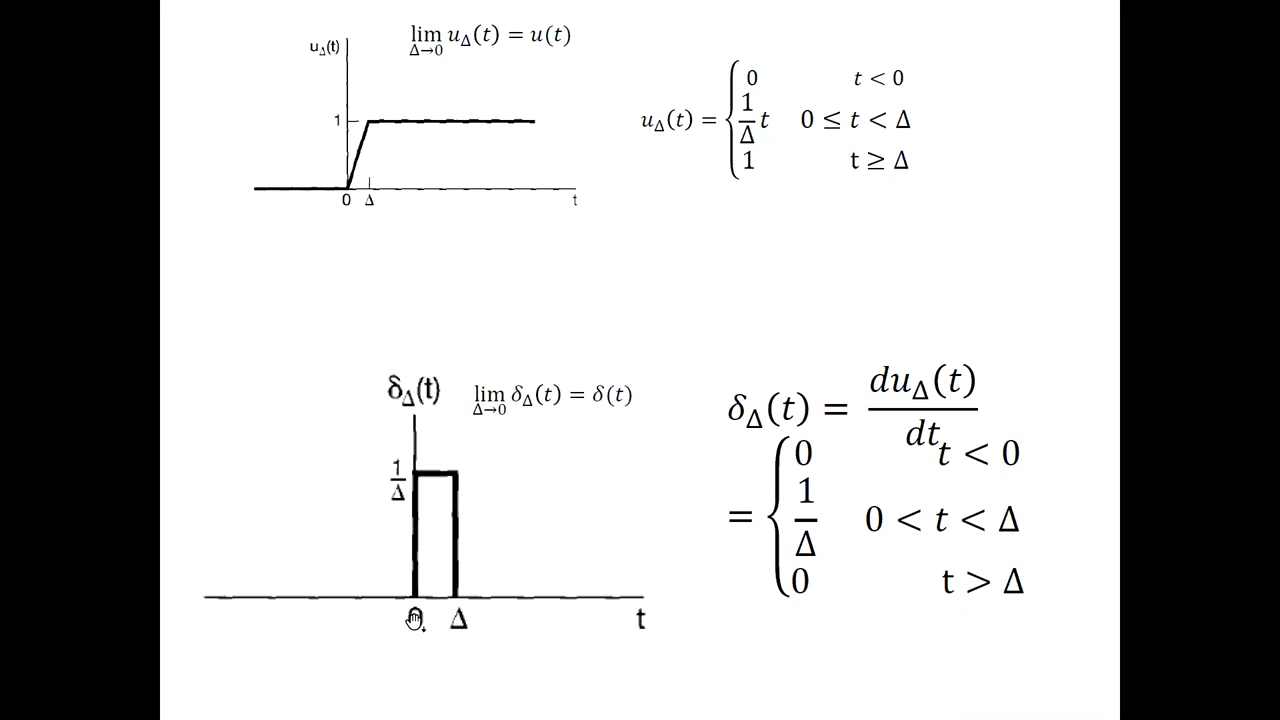 u_Δ(t)
lim_{Δ→0} u_Δ(t) = u(t)
1
0 Δ t
u_Δ(t) = { 0 t < 0
1/Δ t 0 ≤ t < Δ
1 t ≥ Δ
δ_Δ(t)
lim_{Δ→0} δ_Δ(t) = δ(t)
1/Δ
Δ t
δ_Δ(t) = du_Δ(t)/dt
= { 0 t < 0
1/Δ 0 < t < Δ
0 t > Δ